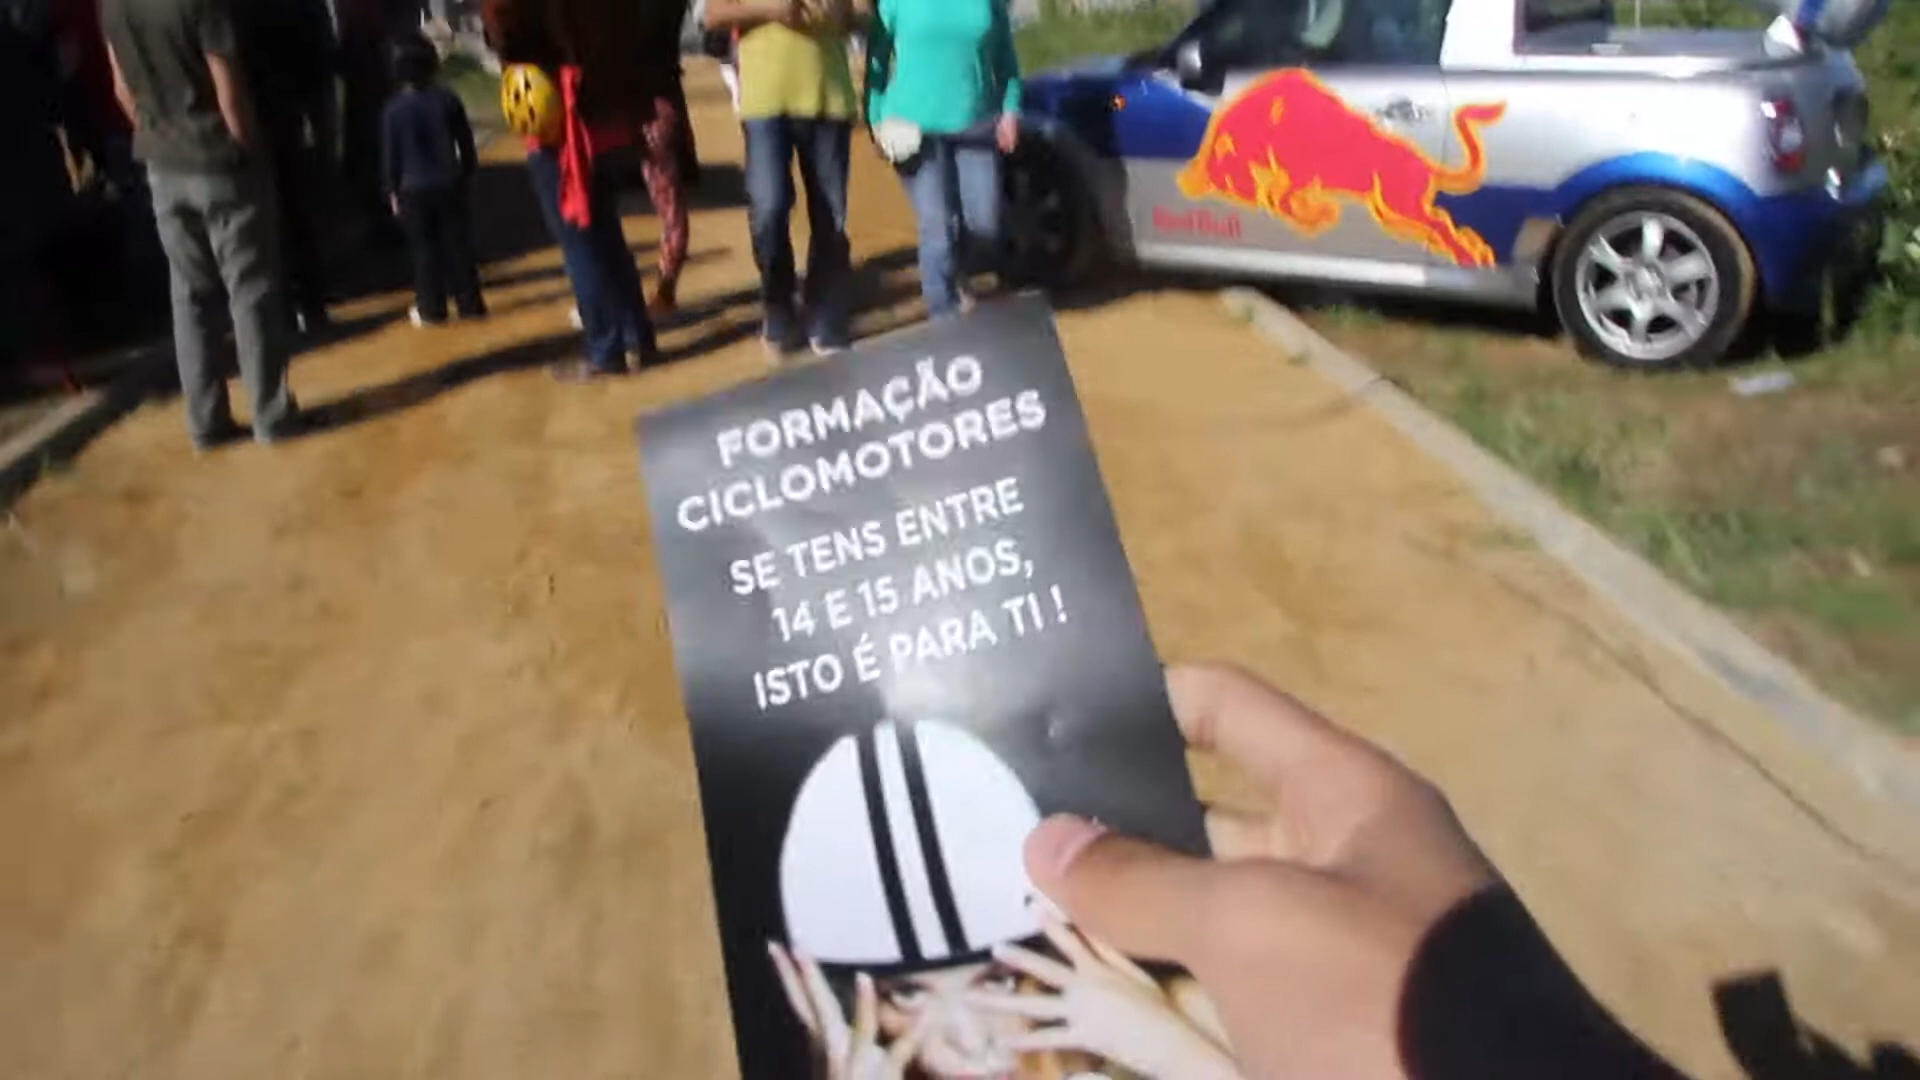 FORMAÇÃO
CICLOMOTORES
SE TENS ENTRE
14 E 15 ANOS,
ISTO É PARA TI !
Red Bull